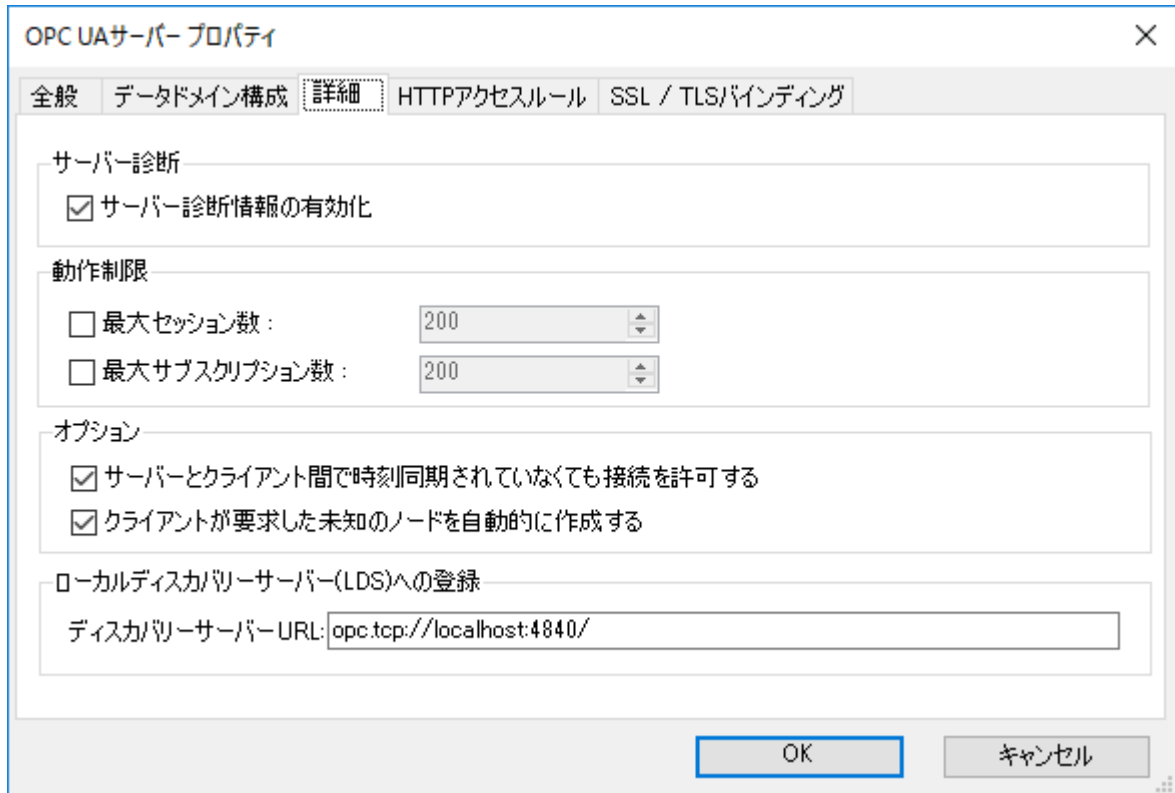 OPC UAサーバー プロパティ
全般 データドメイン構成 詳細 HTTPアクセスルール SSL / TLSバインディング
サーバー診断
サーバー診断情報の有効化
動作制限
最大セッション数 : 200
最大サブスクリプション数 : 200
オプション
サーバーとクライアント間で時刻同期されていなくても接続を許可する
クライアントが要求した未知のノードを自動的に作成する
ローカルディスカバリーサーバー(LDS)への登録
ディスカバリーサーバーURL: opc.tcp://localhost:4840/
OK キャンセル